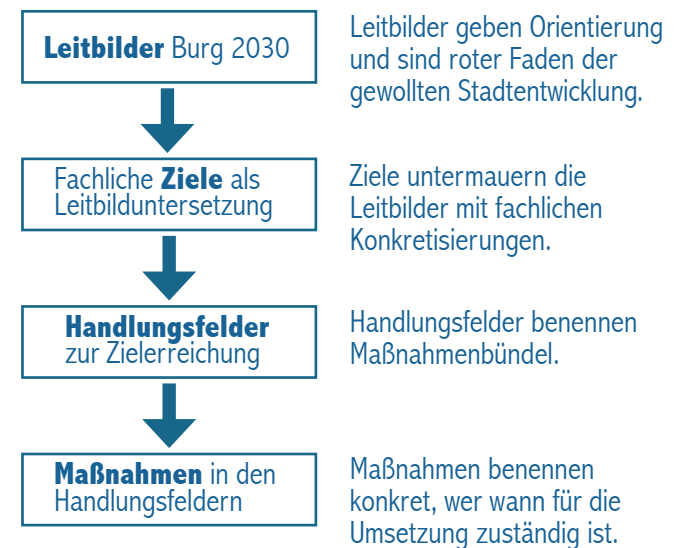 Leitbilder Burg 2030
Leitbilder geben Orientierung
und sind roter Faden der
gewollten Stadtentwicklung.
Fachliche Ziele als
Leitbilduntersetzung
Ziele untermauern die
Leitbilder mit fachlichen
Konkretisierungen.
Handlungsfelder
zur Zielerreichung
Handlungsfelder benennen
Maßnahmenbündel.
Maßnahmen in den
Handlungsfeldern
Maßnahmen benennen
konkret, wer wann für die
Umsetzung zuständig ist.